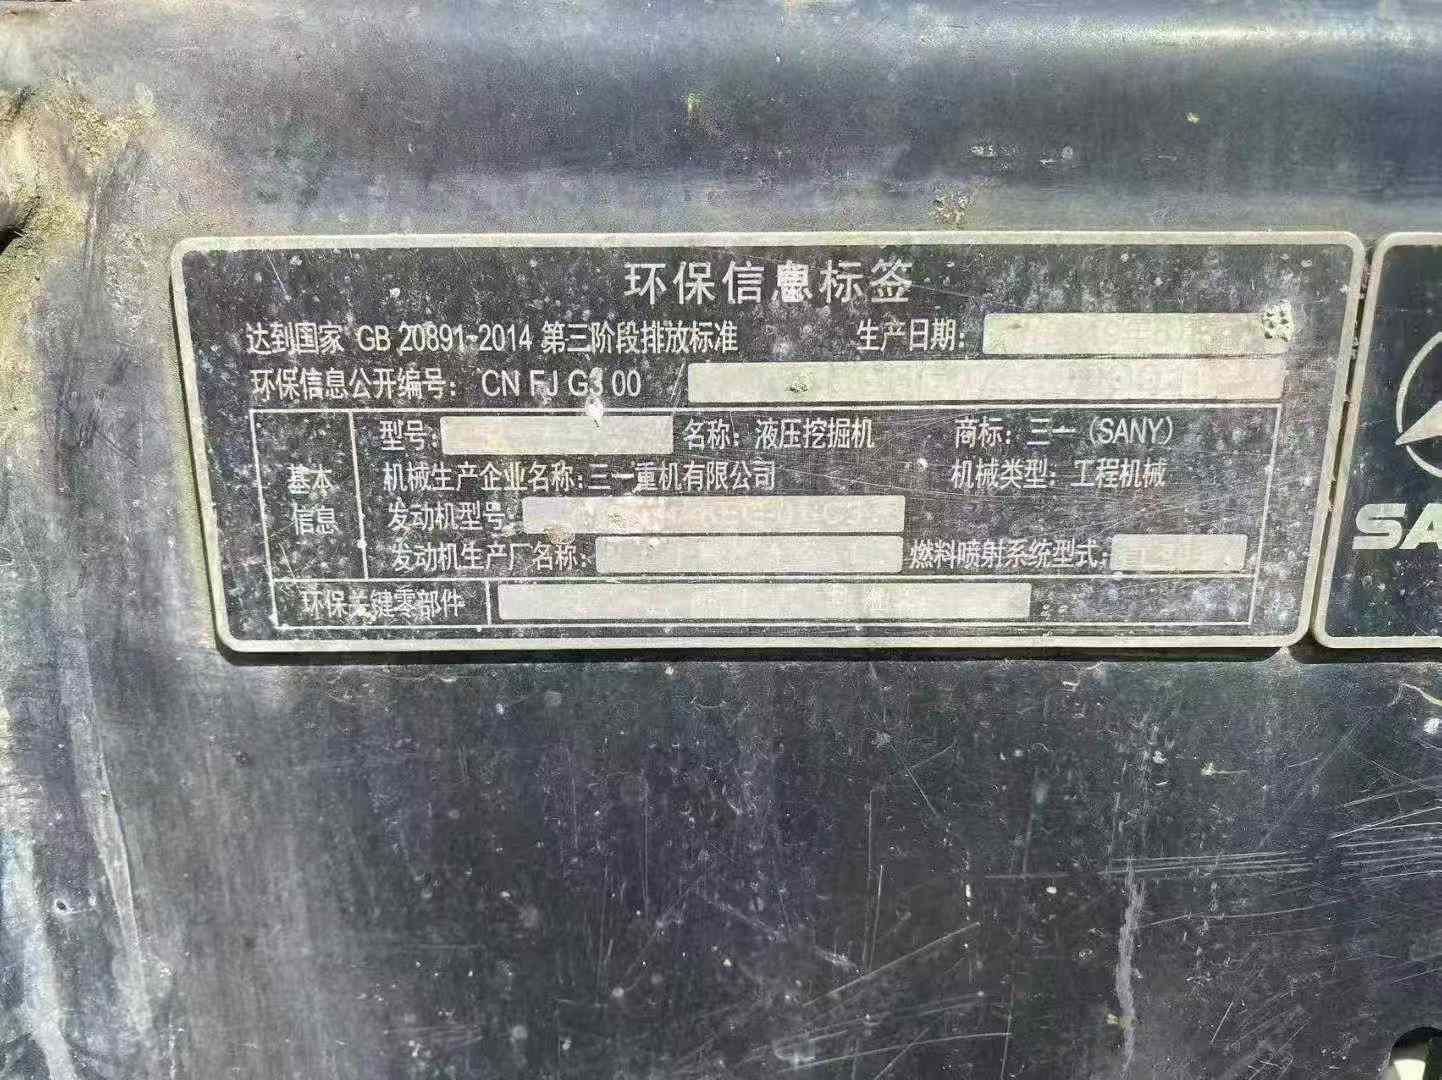 环保信息标签
达到国家 GB 20891-2014 第三阶段排放标准 生产日期:
环保信息公开编号: CN FJ G3 00
型号: 名称: 液压挖掘机 商标: 三一 (SANY)
基本信息
机械生产企业名称: 三一重机有限公司 机械类型: 工程机械
发动机型号:
发动机生产厂名称: 燃料喷射系统型式:
环保关键零部件
SA